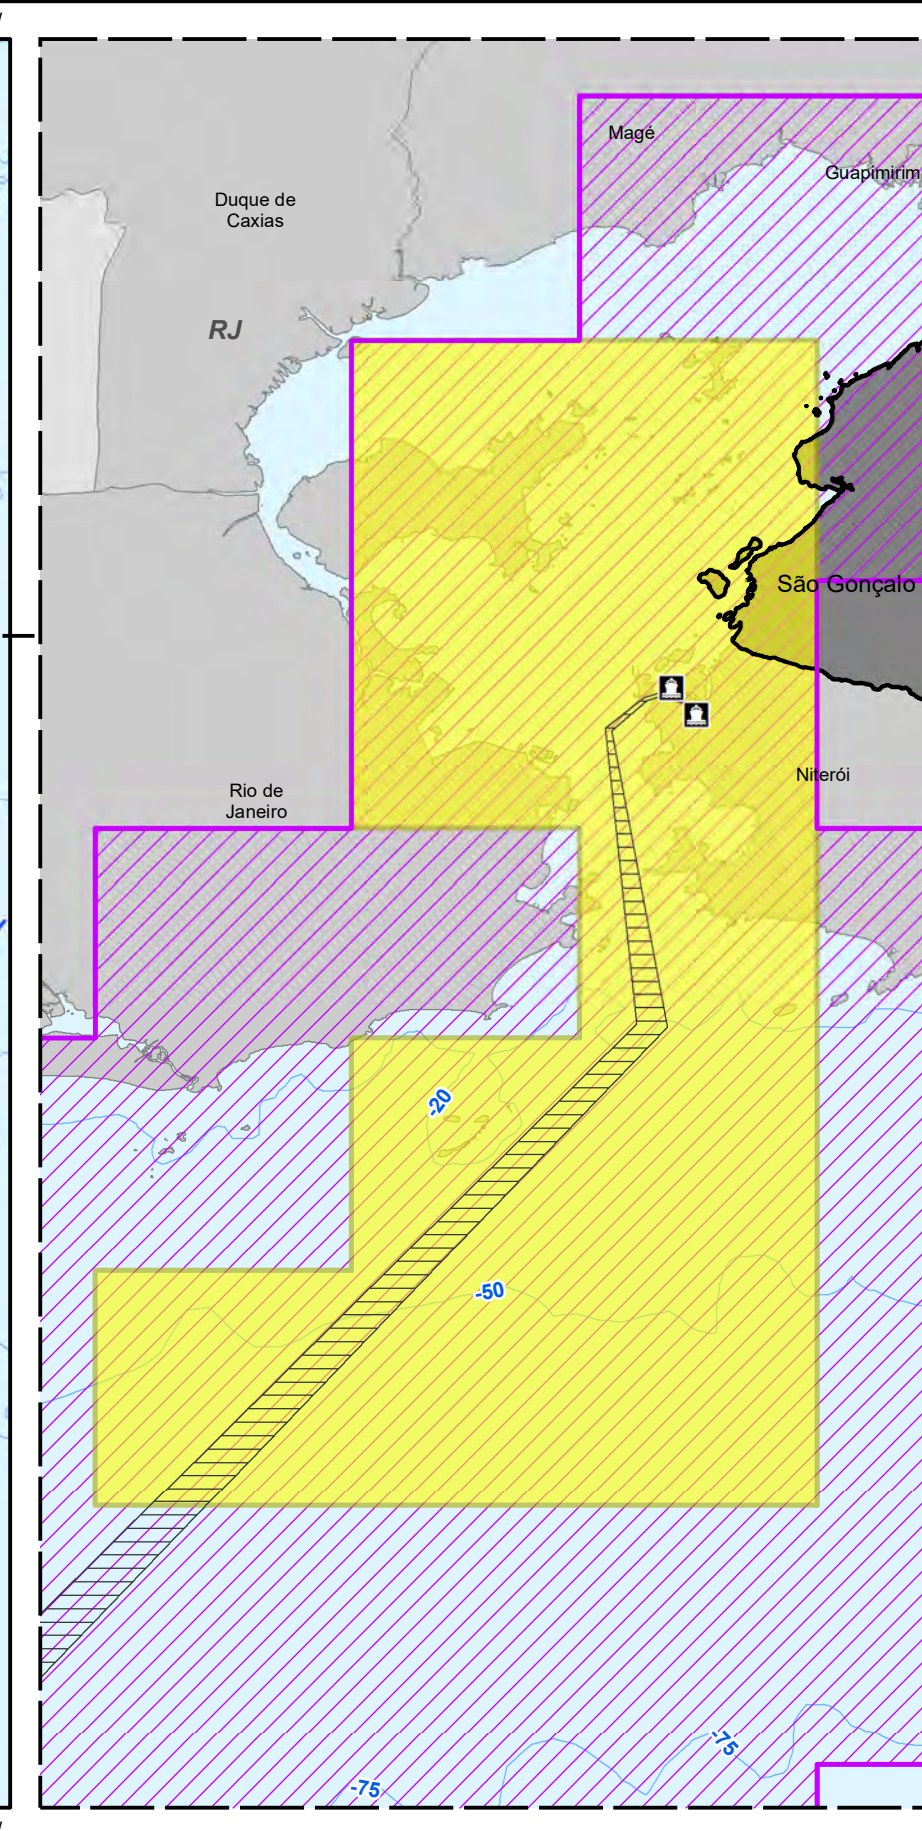 Magé
Guapimirim
Duque de
Caxias
RJ
São Gonçalo
Niterói
Rio de
Janeiro
-20
-50
-75
-75